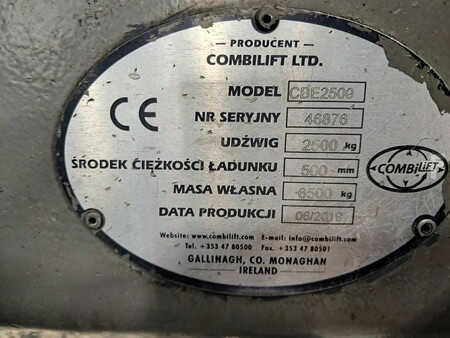 PRODUCENT
COMBILIFT LTD.
MODEL CBE2500
NR SERYJNY 46876
UDŹWIG 2500 kg
ŚRODEK CIĘŻKOŚCI ŁADUNKU 500 mm
MASA WŁASNA 6500 kg
DATA PRODUKCJI 06/2018
CE
COMBiLiFT
Website: www.combilift.com E-mail: info@combilift.com
Tel. +353 47 80500 Fax. +353 47 80501
GALLINAGH, CO. MONAGHAN
IRELAND